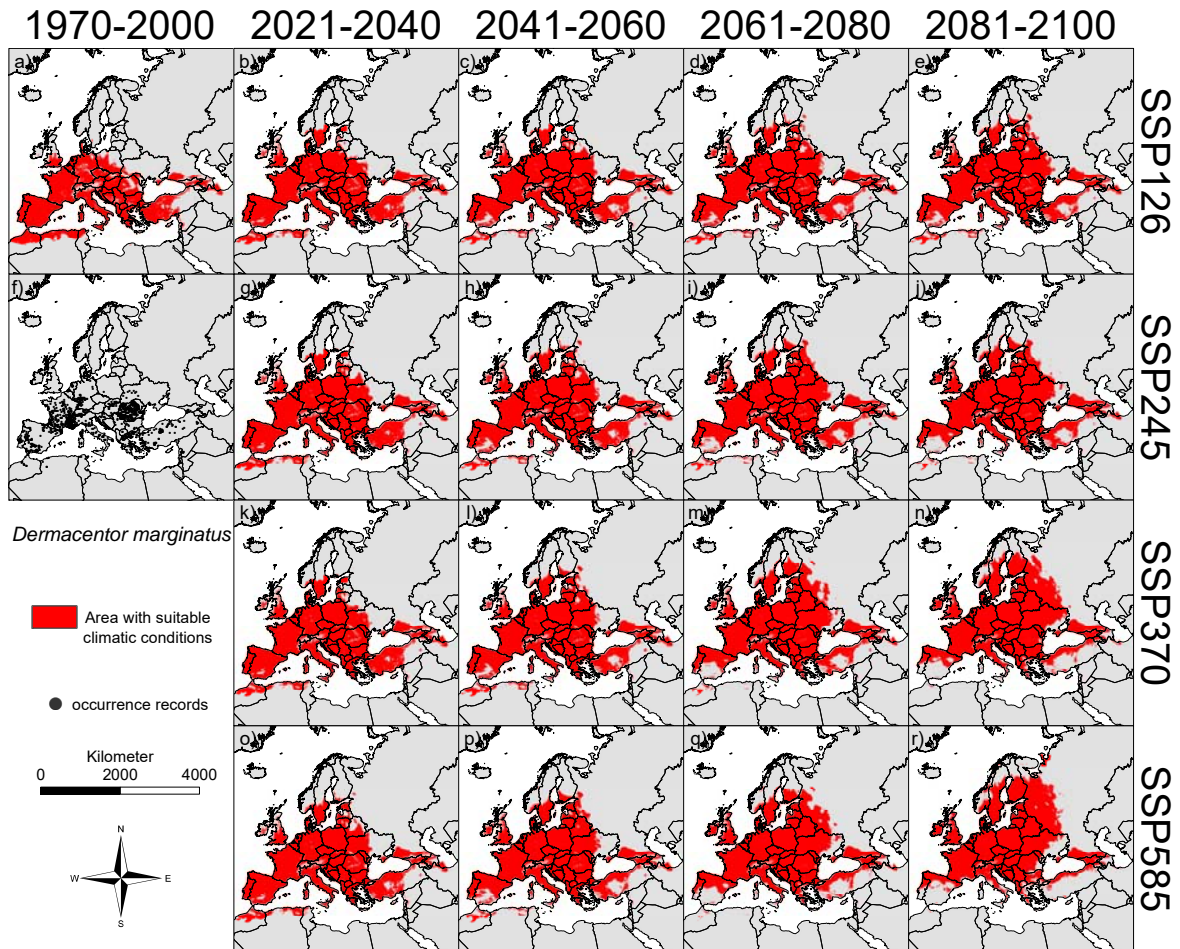 1970-2000 2021-2040 2041-2060 2061-2080 2081-2100
a) b) c) d) e)
SSP126
f) g) h) i) j)
SSP245
k) l) m) n)
SSP370
Dermacentor marginatus
Area with suitable
climatic conditions
occurrence records
Kilometer
0 2000 4000
N
W E
S
o) p) q) r)
SSP585